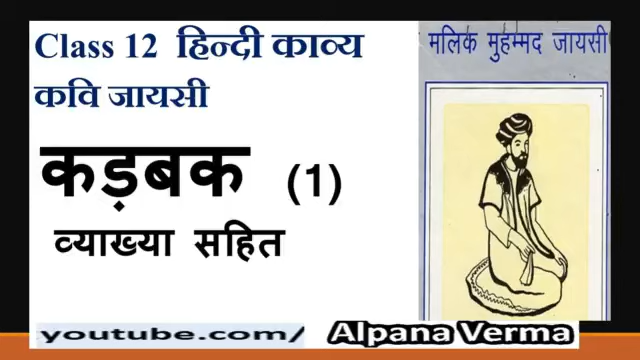 Class 12 हिन्दी काव्य
कवि जायसी
कड़बक (1)
व्याख्या सहित
मलिक मुहम्मद जायसी
youtube.com/ Alpana Verma